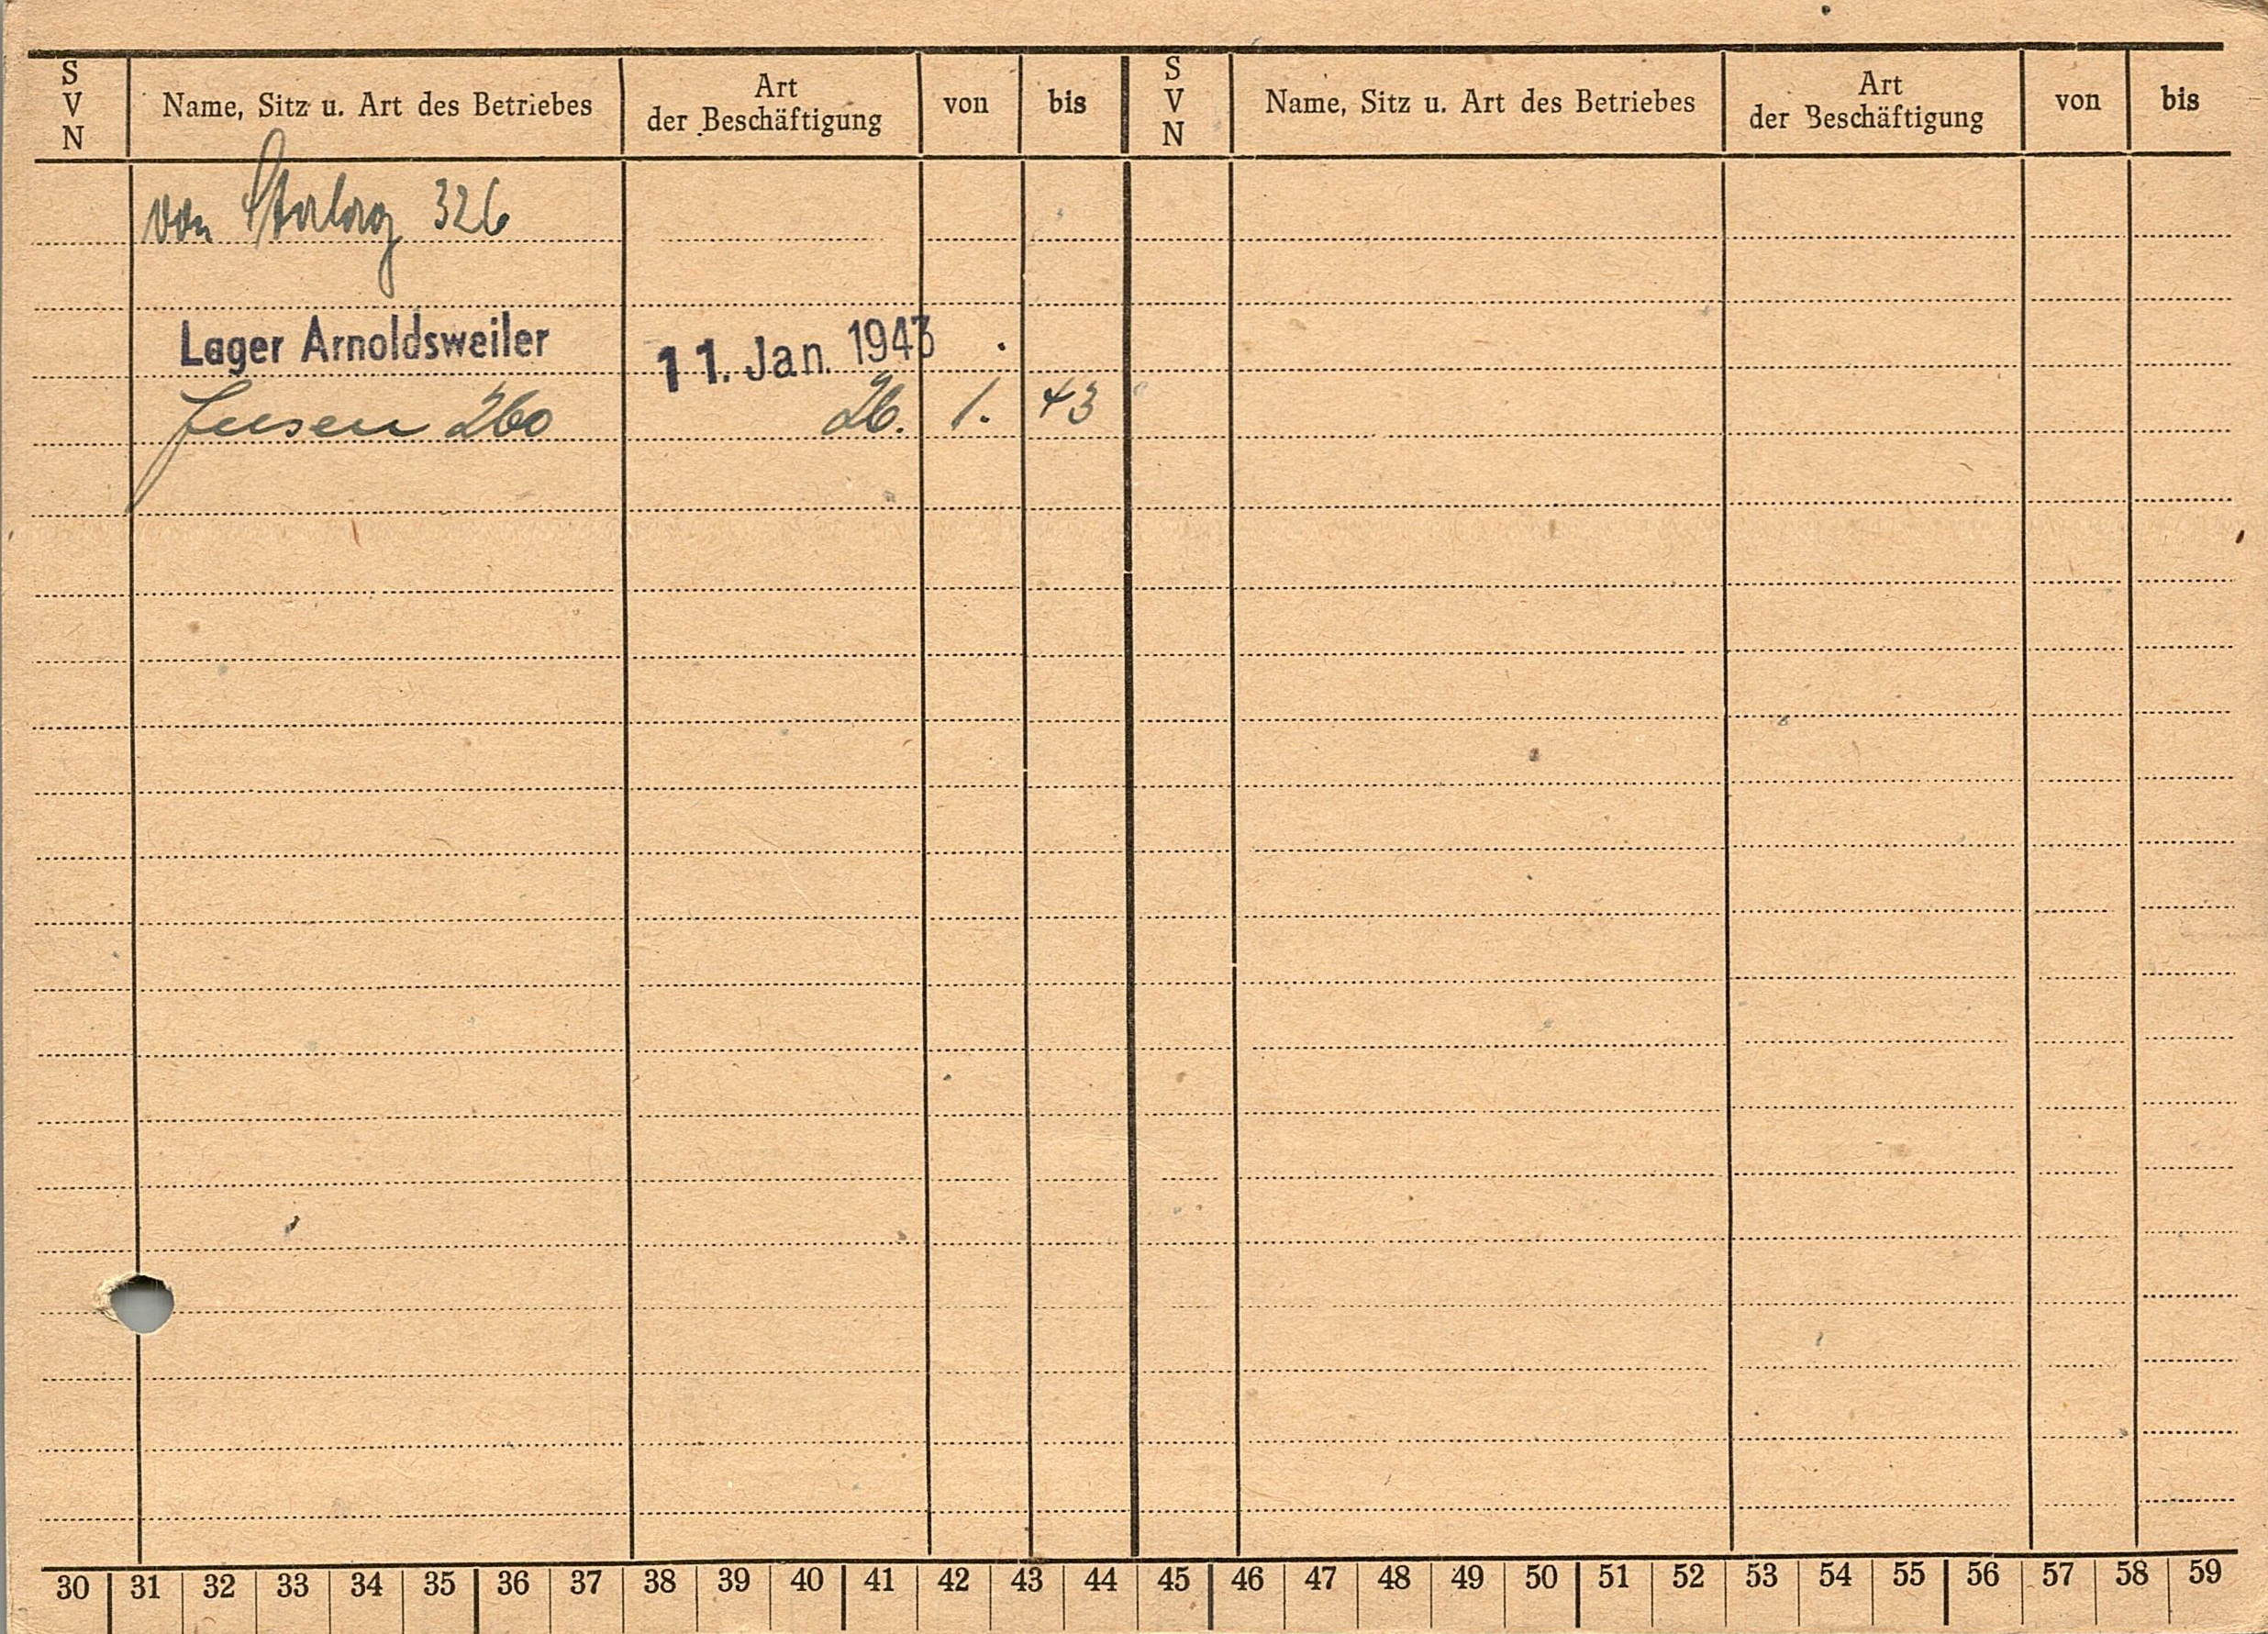 S V N
Name, Sitz u. Art des Betriebes
Art der Beschäftigung
von
bis
S V N
Name, Sitz u. Art des Betriebes
Art der Beschäftigung
von
bis
von Stalag 326
Lager Arnoldsweiler 11. Jan. 1943
260 26. 1. 43
30 31 32 33 34 35 36 37 38 39 40 41 42 43 44 45 46 47 48 49 50 51 52 53 54 55 56 57 58 59